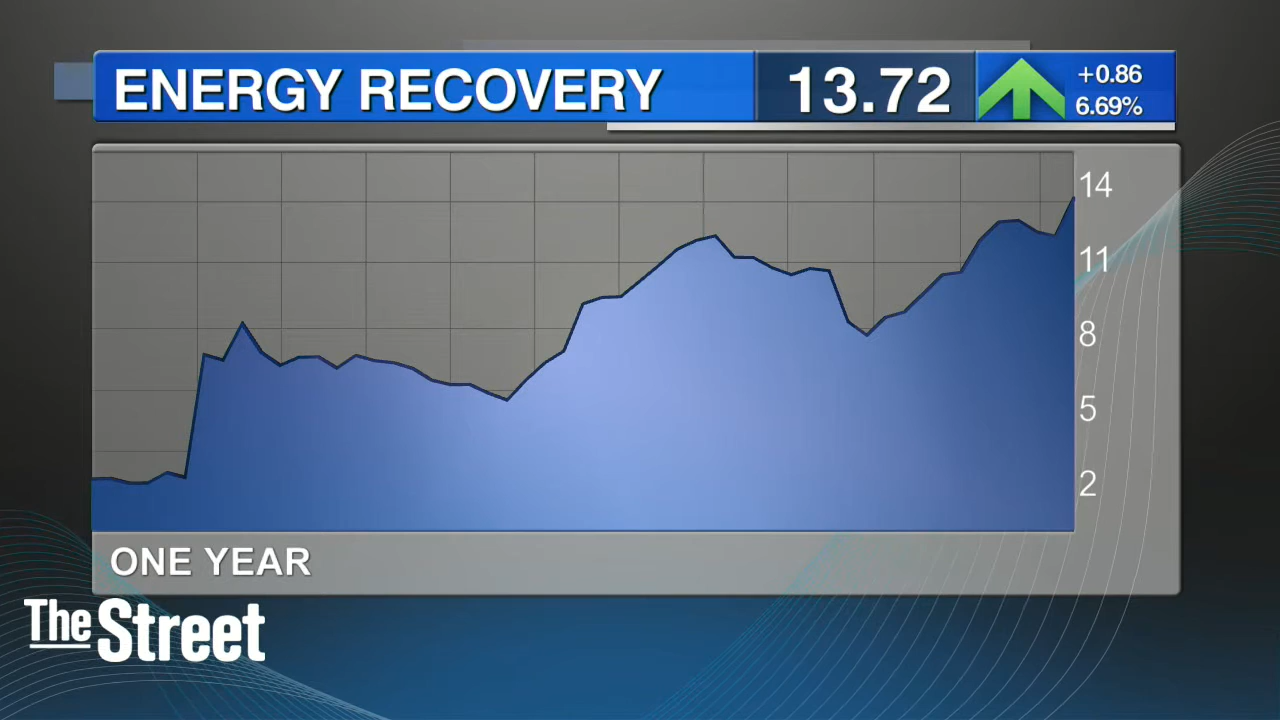 ENERGY RECOVERY
13.72
+0.86
6.69%
14
11
8
5
2
ONE YEAR
The Street